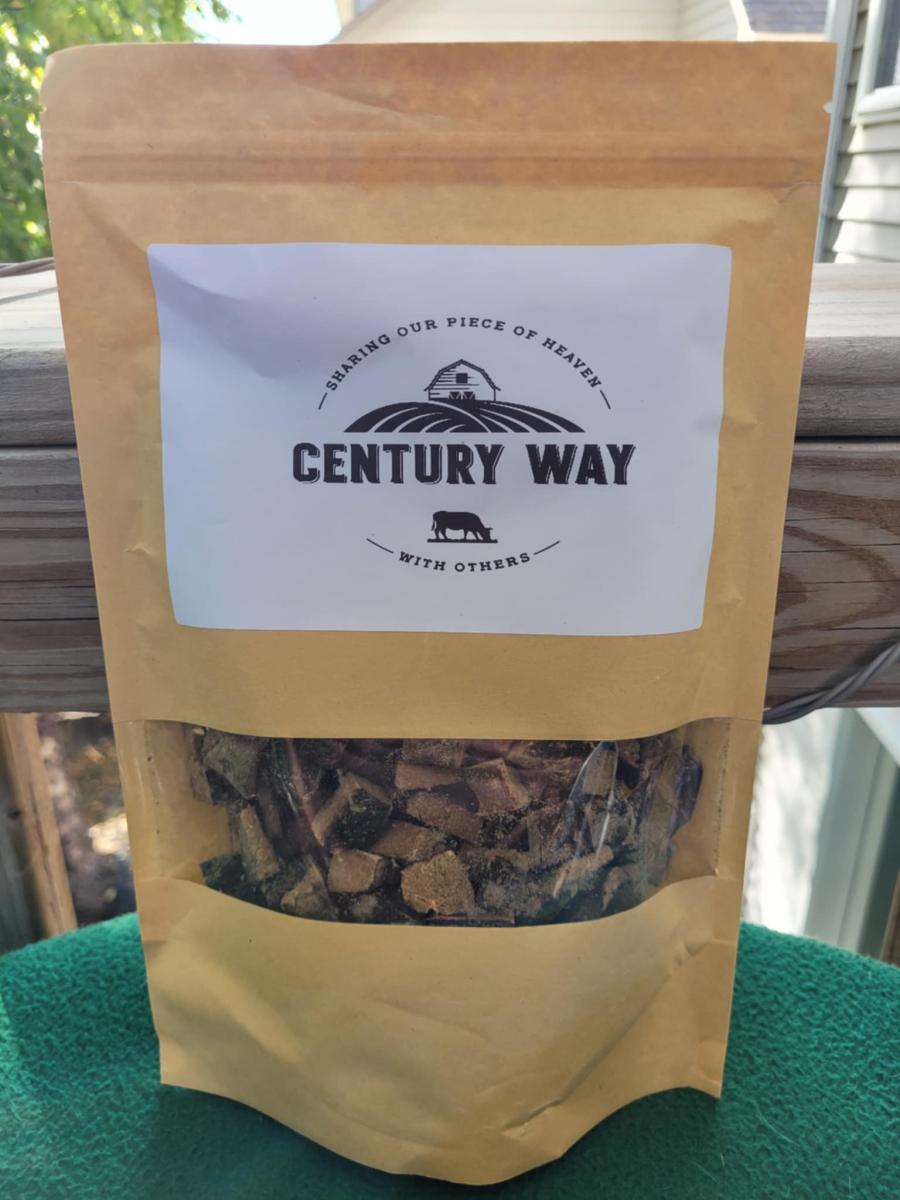 SHARING OUR PIECE OF HEAVEN
CENTURY WAY
WITH OTHERS